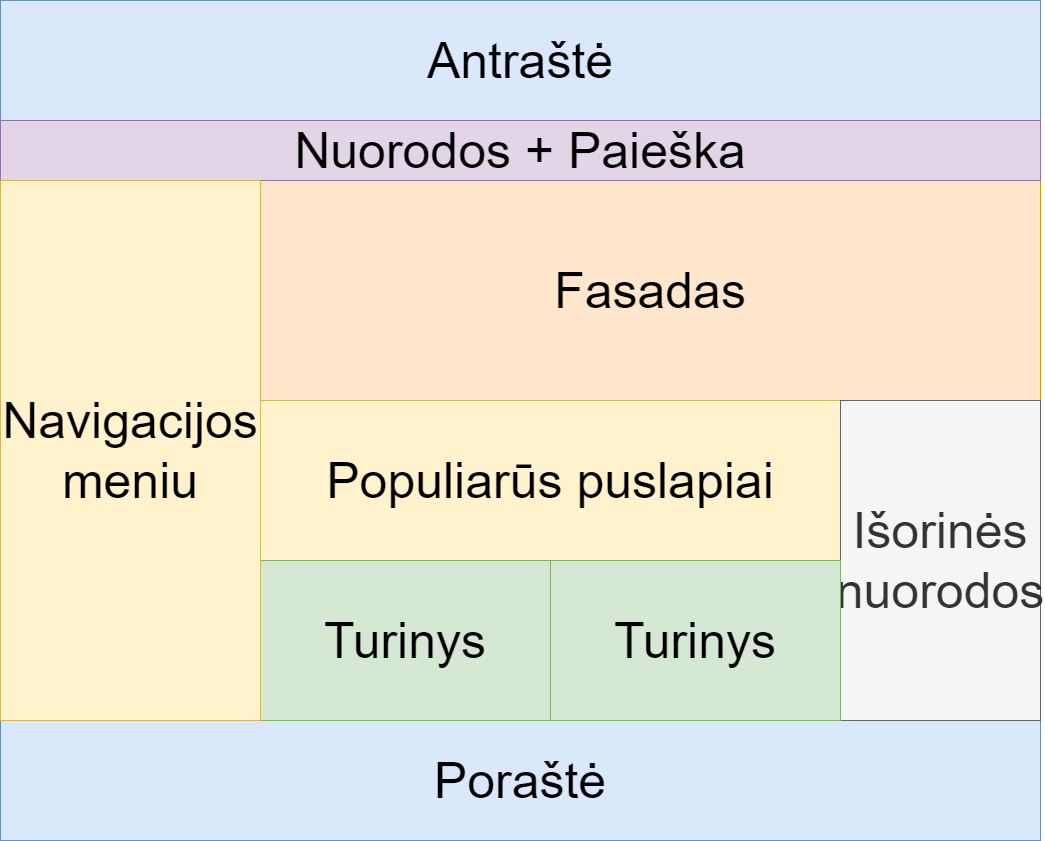 Antraštė
Nuorodos + Paieška
Fasadas
Navigacijos
meniu
Populiarūs puslapiai
Išorinės
nuorodos
Turinys
Turinys
Poraštė